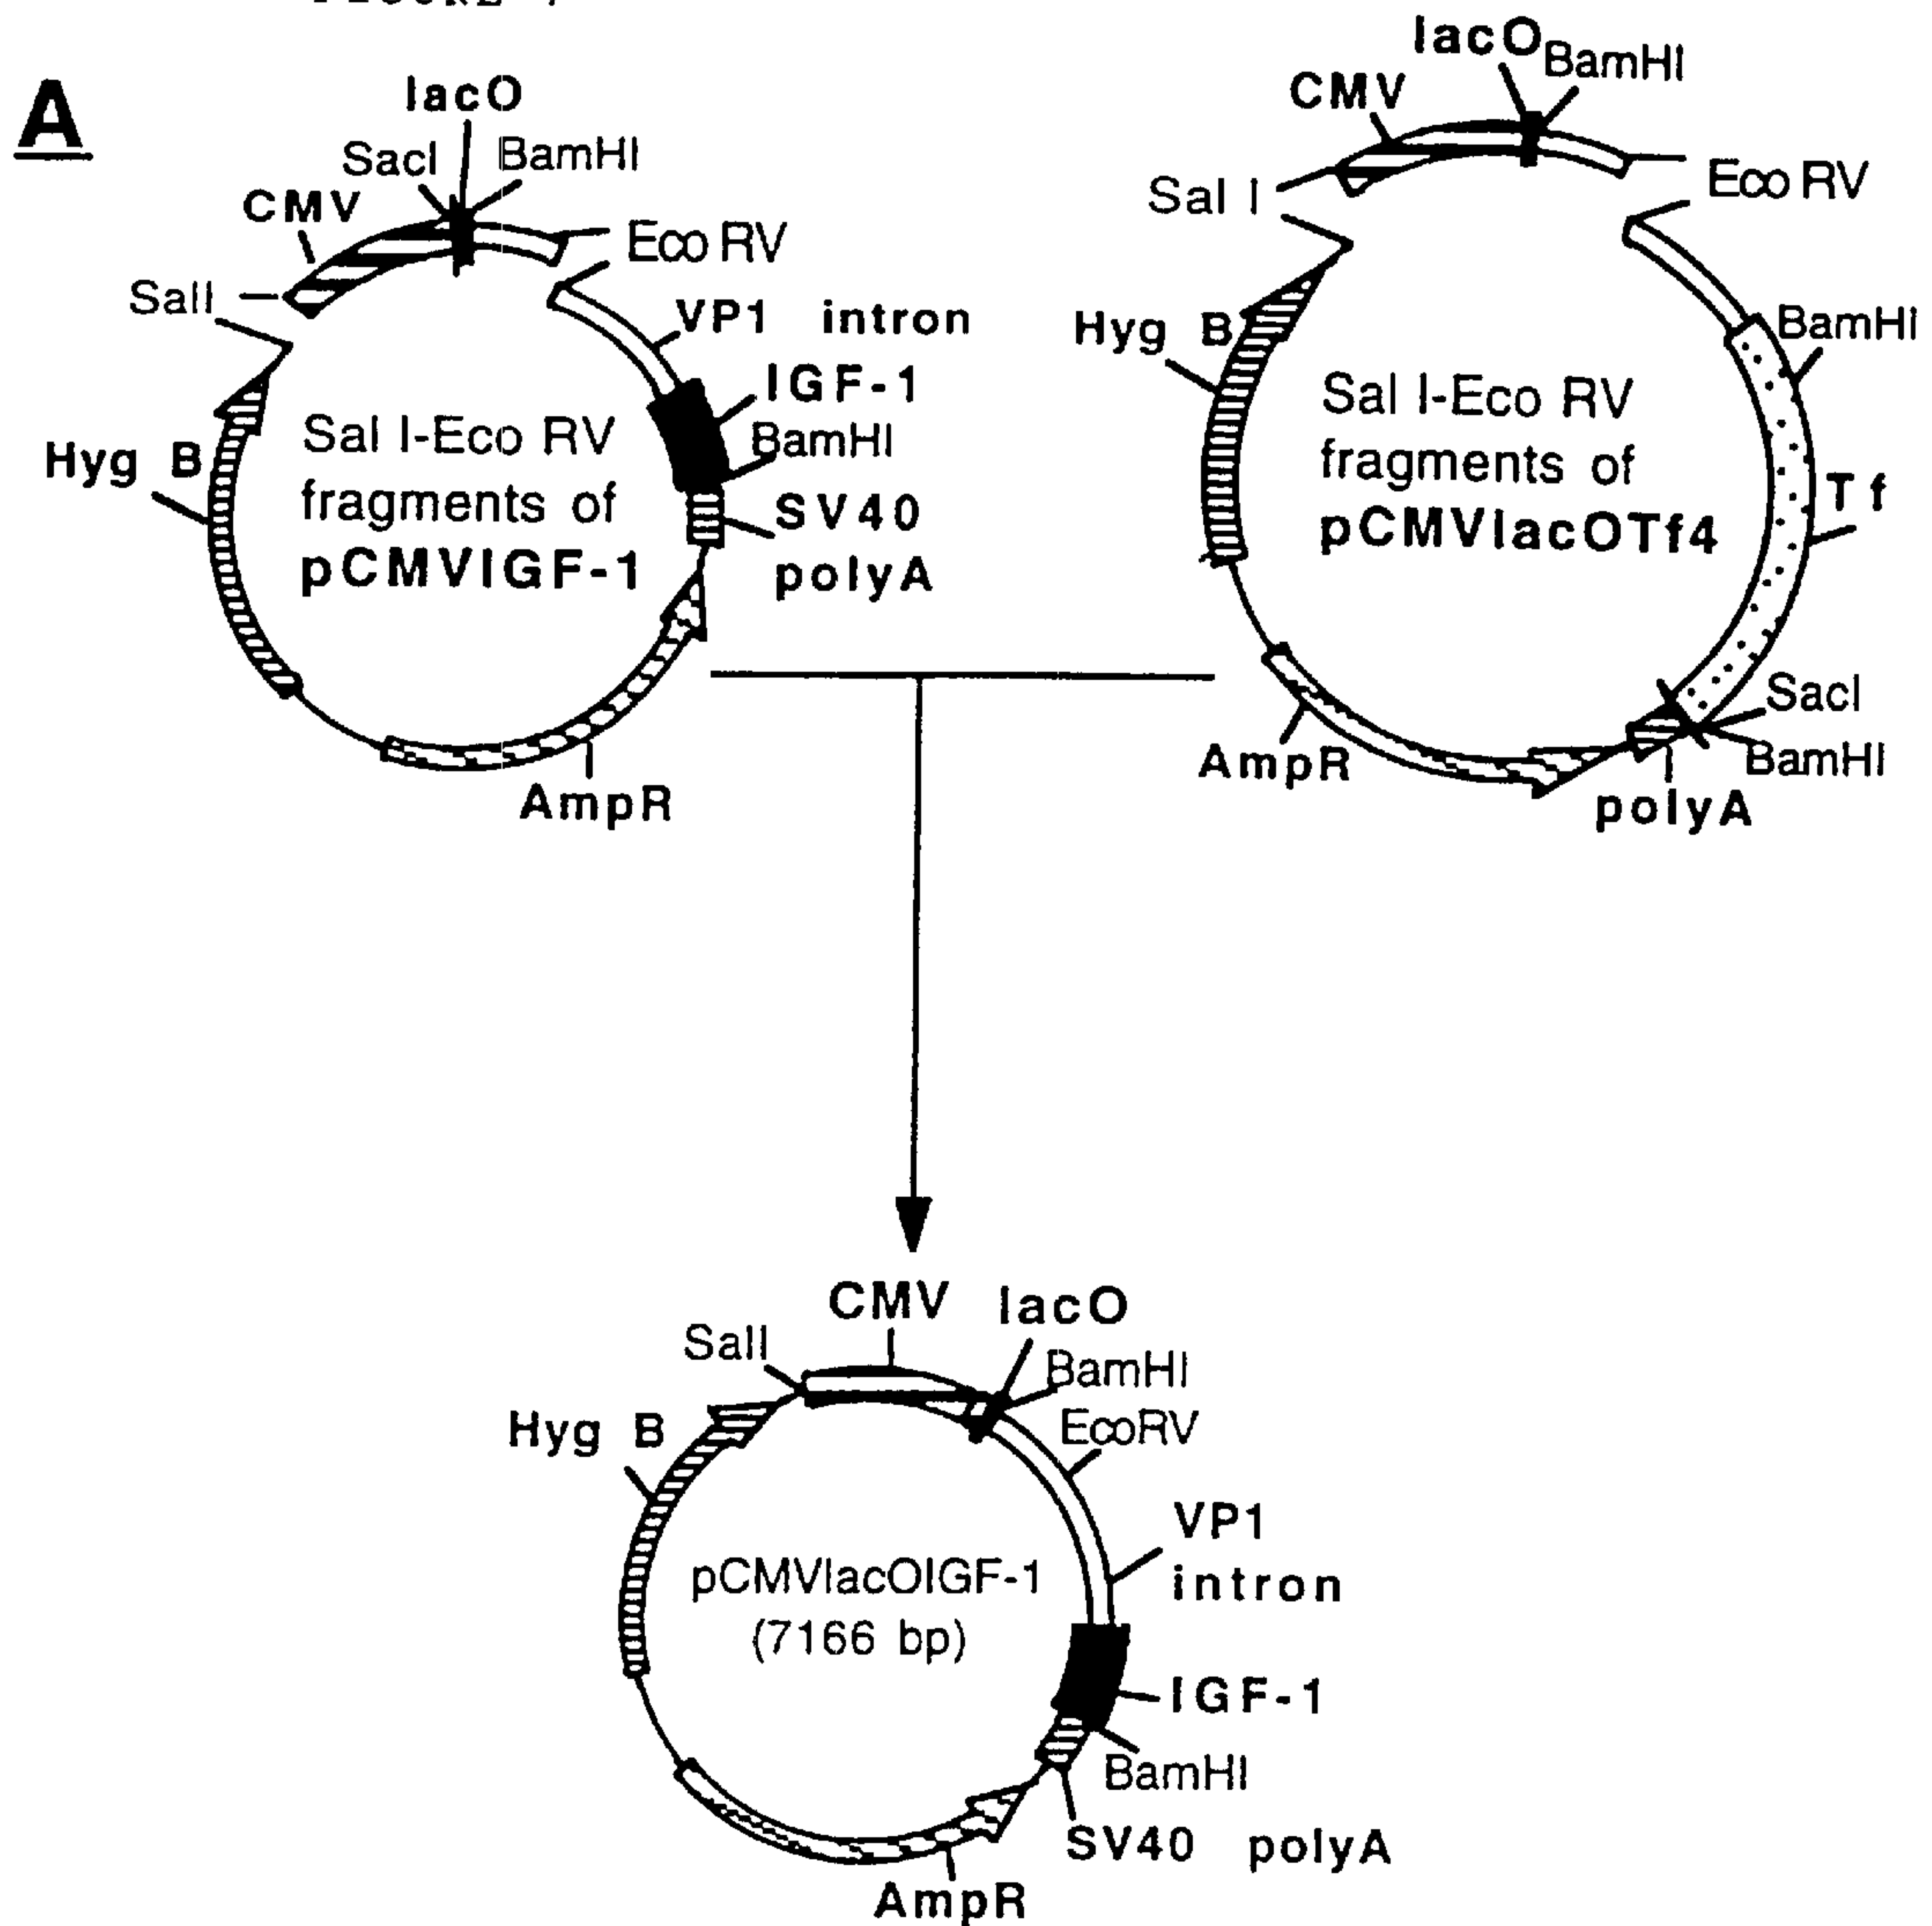 A
lacO
SacI
BamHI
CMV
Eco RV
SalI
VP1 intron
IGF-1
BamHI
Hyg B
Sal I-Eco RV
fragments of
pCMVIGF-1
SV40
polyA
AmpR
lacO
BamHI
CMV
Sal I
Eco RV
Hyg B
BamHI
Sal I-Eco RV
fragments of
pCMVlacOTf4
Tf
SacI
BamHI
AmpR
polyA
CMV
lacO
SalI
BamHI
Hyg B
EcoRV
VP1
intron
pCMVlacOIGF-1
(7166 bp)
IGF-1
BamHI
SV40 polyA
AmpR